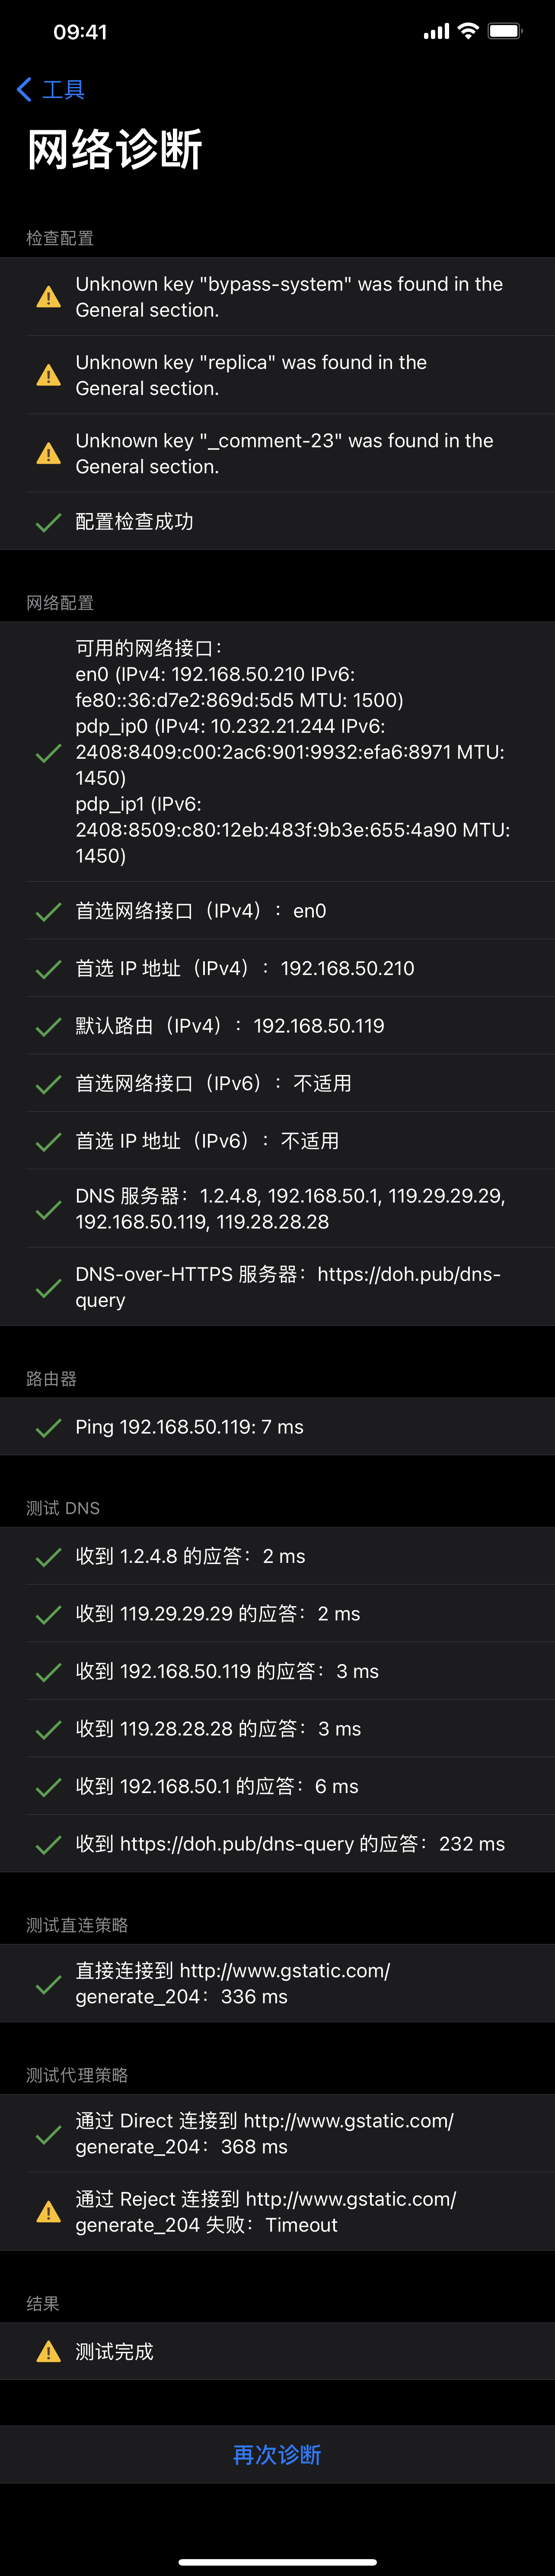 09:41
工具
网络诊断
检查配置
Unknown key "bypass-system" was found in the
General section.
Unknown key "replica" was found in the
General section.
Unknown key "_comment-23" was found in the
General section.
配置检查成功
网络配置
可用的网络接口：
en0 (IPv4: 192.168.50.210 IPv6:
fe80::36:d7e2:869d:5d5 MTU: 1500)
pdp_ip0 (IPv4: 10.232.21.244 IPv6:
2408:8409:c00:2ac6:901:9932:efa6:8971 MTU:
1450)
pdp_ip1 (IPv6:
2408:8509:c80:12eb:483f:9b3e:655:4a90 MTU:
1450)
首选网络接口（IPv4）：en0
首选 IP 地址（IPv4）：192.168.50.210
默认路由（IPv4）：192.168.50.119
首选网络接口（IPv6）：不适用
首选 IP 地址（IPv6）：不适用
DNS 服务器：1.2.4.8, 192.168.50.1, 119.29.29.29,
192.168.50.119, 119.28.28.28
DNS-over-HTTPS 服务器：https://doh.pub/dns-
query
路由器
Ping 192.168.50.119: 7 ms
测试 DNS
收到 1.2.4.8 的应答：2 ms
收到 119.29.29.29 的应答：2 ms
收到 192.168.50.119 的应答：3 ms
收到 119.28.28.28 的应答：3 ms
收到 192.168.50.1 的应答：6 ms
收到 https://doh.pub/dns-query 的应答：232 ms
测试直连策略
直接连接到 http://www.gstatic.com/
generate_204：336 ms
测试代理策略
通过 Direct 连接到 http://www.gstatic.com/
generate_204：368 ms
通过 Reject 连接到 http://www.gstatic.com/
generate_204 失败：Timeout
结果
测试完成
再次诊断